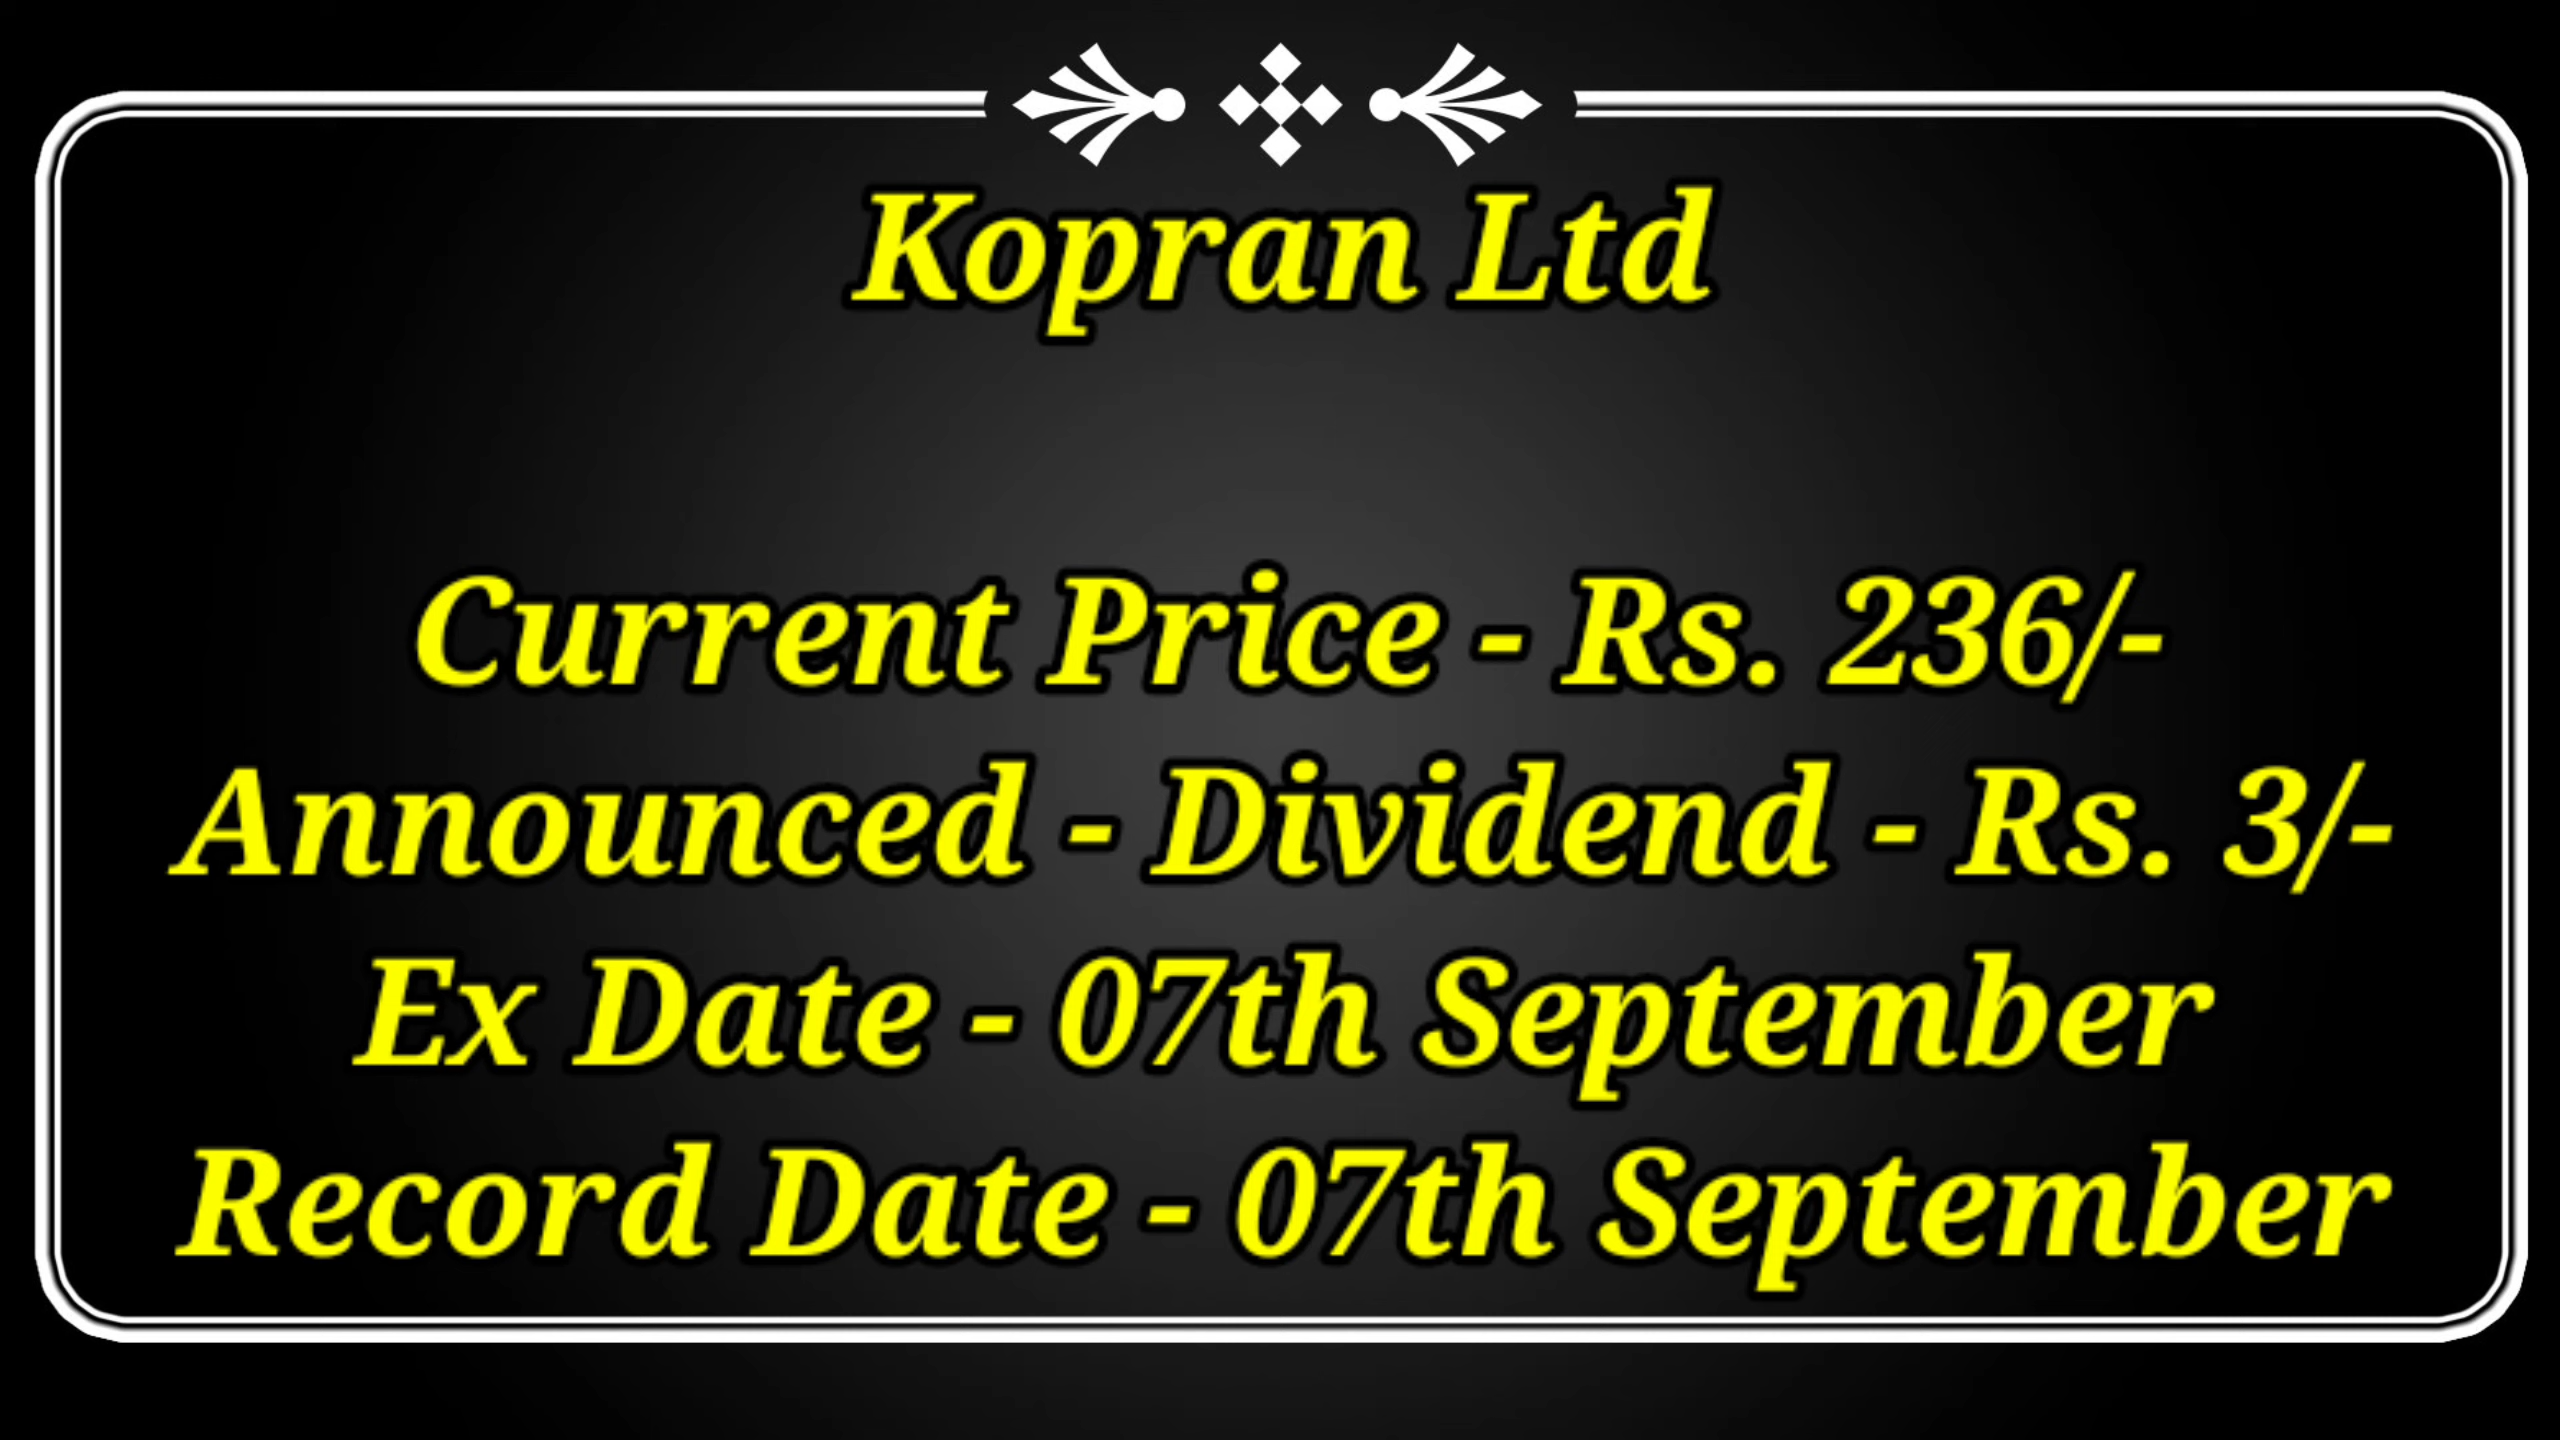 Kopran Ltd
Current Price - Rs. 236/-
Announced - Dividend - Rs. 3/-
Ex Date - 07th September
Record Date - 07th September